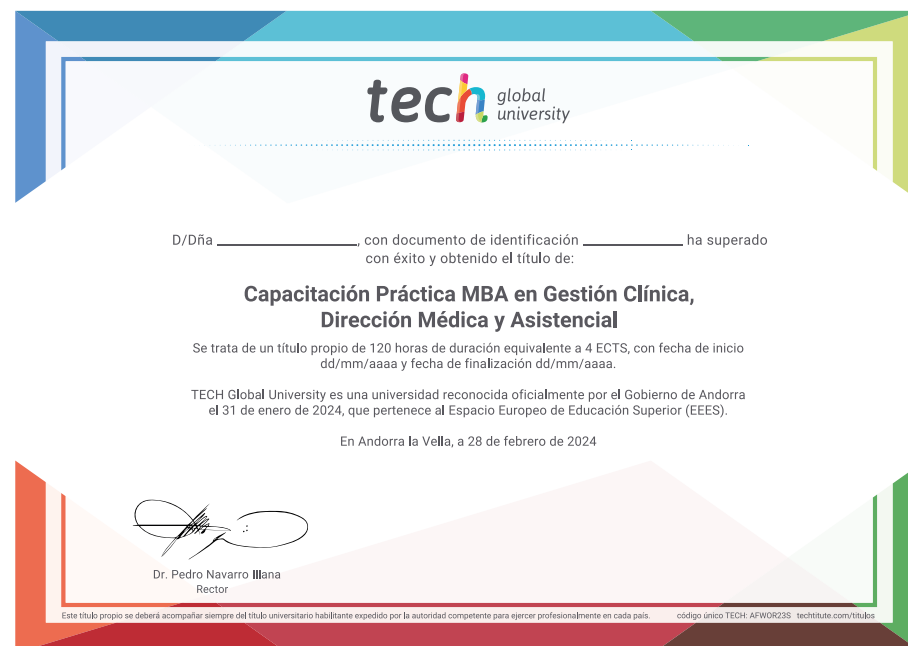 tech global university
D/Dña ____________, con documento de identificación ____________ ha superado
con éxito y obtenido el título de:
Capacitación Práctica MBA en Gestión Clínica,
Dirección Médica y Asistencial
Se trata de un título propio de 120 horas de duración equivalente a 4 ECTS, con fecha de inicio
dd/mm/aaaa y fecha de finalización dd/mm/aaaa.
TECH Global University es una universidad reconocida oficialmente por el Gobierno de Andorra
el 31 de enero de 2024, que pertenece al Espacio Europeo de Educación Superior (EEES).
En Andorra la Vella, a 28 de febrero de 2024
Dr. Pedro Navarro Illana
Rector
Este título propio se deberá acompañar siempre del título universitario habilitante expedido por la autoridad competente para ejercer profesionalmente en cada país. código único TECH: AFWOR23S techtitute.com/titulos